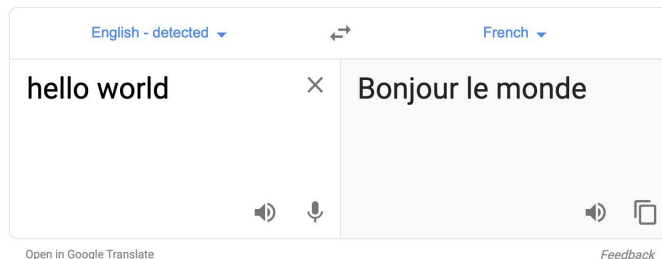 English - detected French
hello world Bonjour le monde
Open in Google Translate Feedback